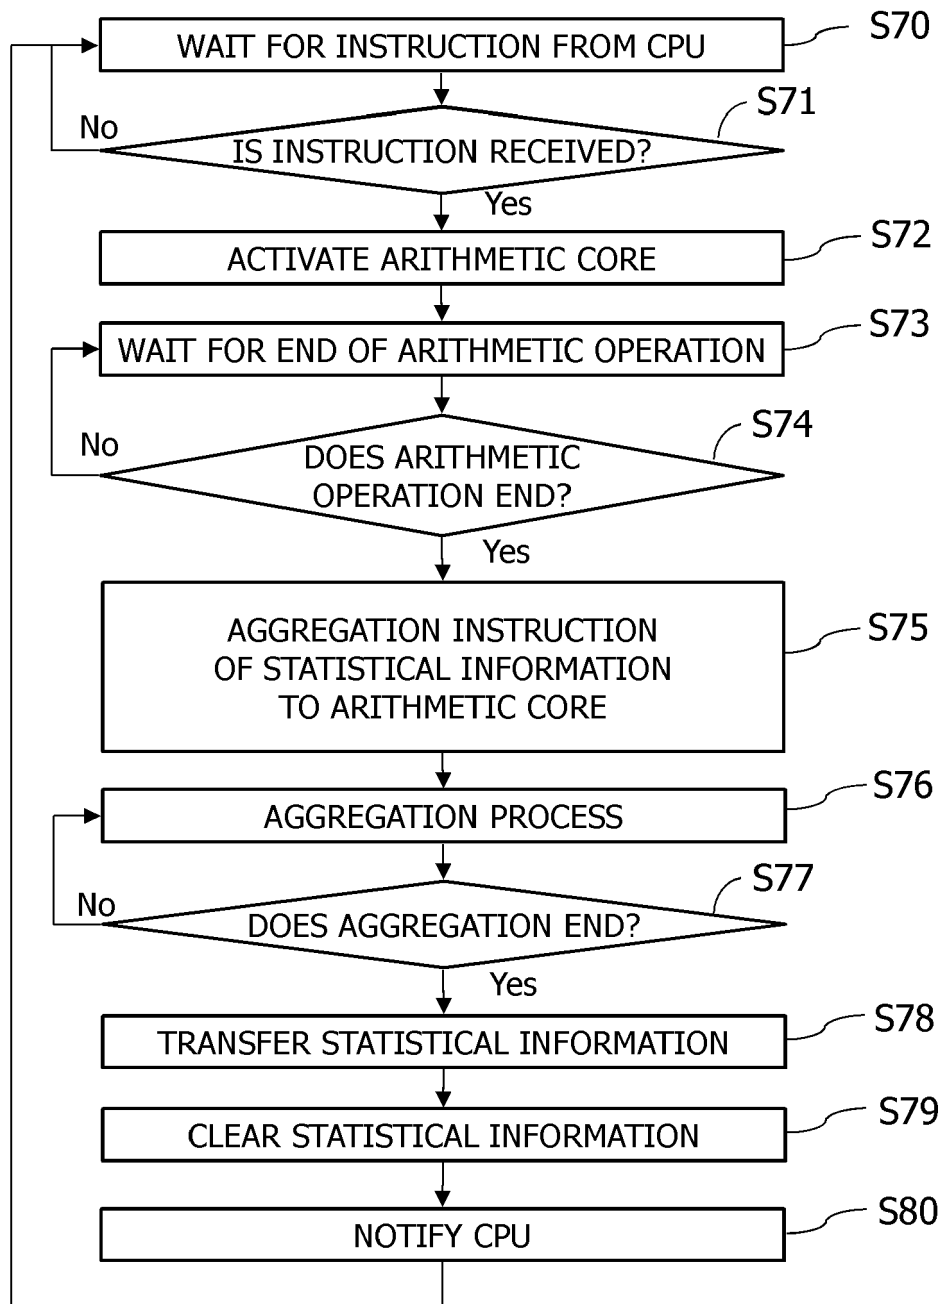 S70
WAIT FOR INSTRUCTION FROM CPU
S71
No
IS INSTRUCTION RECEIVED?
Yes
S72
ACTIVATE ARITHMETIC CORE
S73
WAIT FOR END OF ARITHMETIC OPERATION
S74
No
DOES ARITHMETIC
OPERATION END?
Yes
S75
AGGREGATION INSTRUCTION
OF STATISTICAL INFORMATION
TO ARITHMETIC CORE
S76
AGGREGATION PROCESS
S77
No
DOES AGGREGATION END?
Yes
S78
TRANSFER STATISTICAL INFORMATION
S79
CLEAR STATISTICAL INFORMATION
S80
NOTIFY CPU